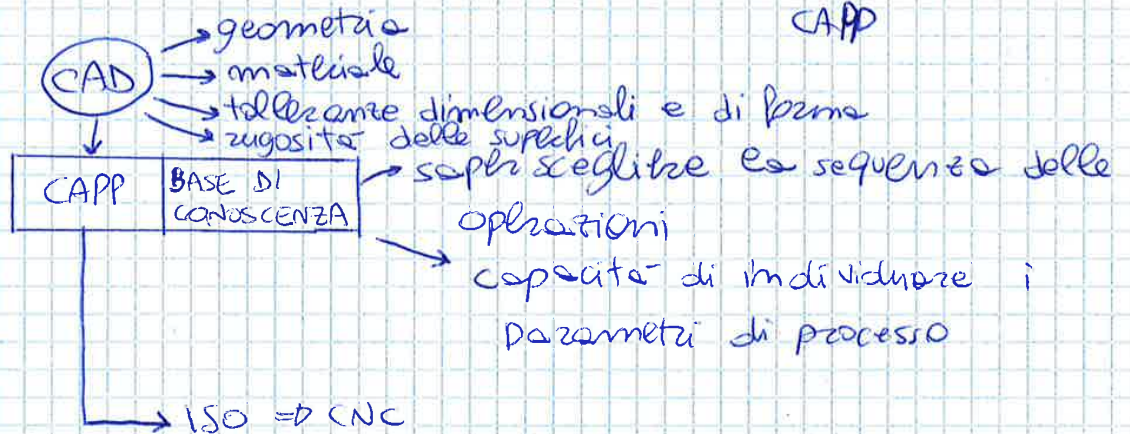 CAPP
geometria
CAD
materiale
tolleranze dimensionali e di forma
rugosità delle superfici
CAPP
BASE DI
CONOSCENZA
saper scegliere la sequenza delle
operazioni
capacità di individuare i
parametri di processo
ISO => CNC